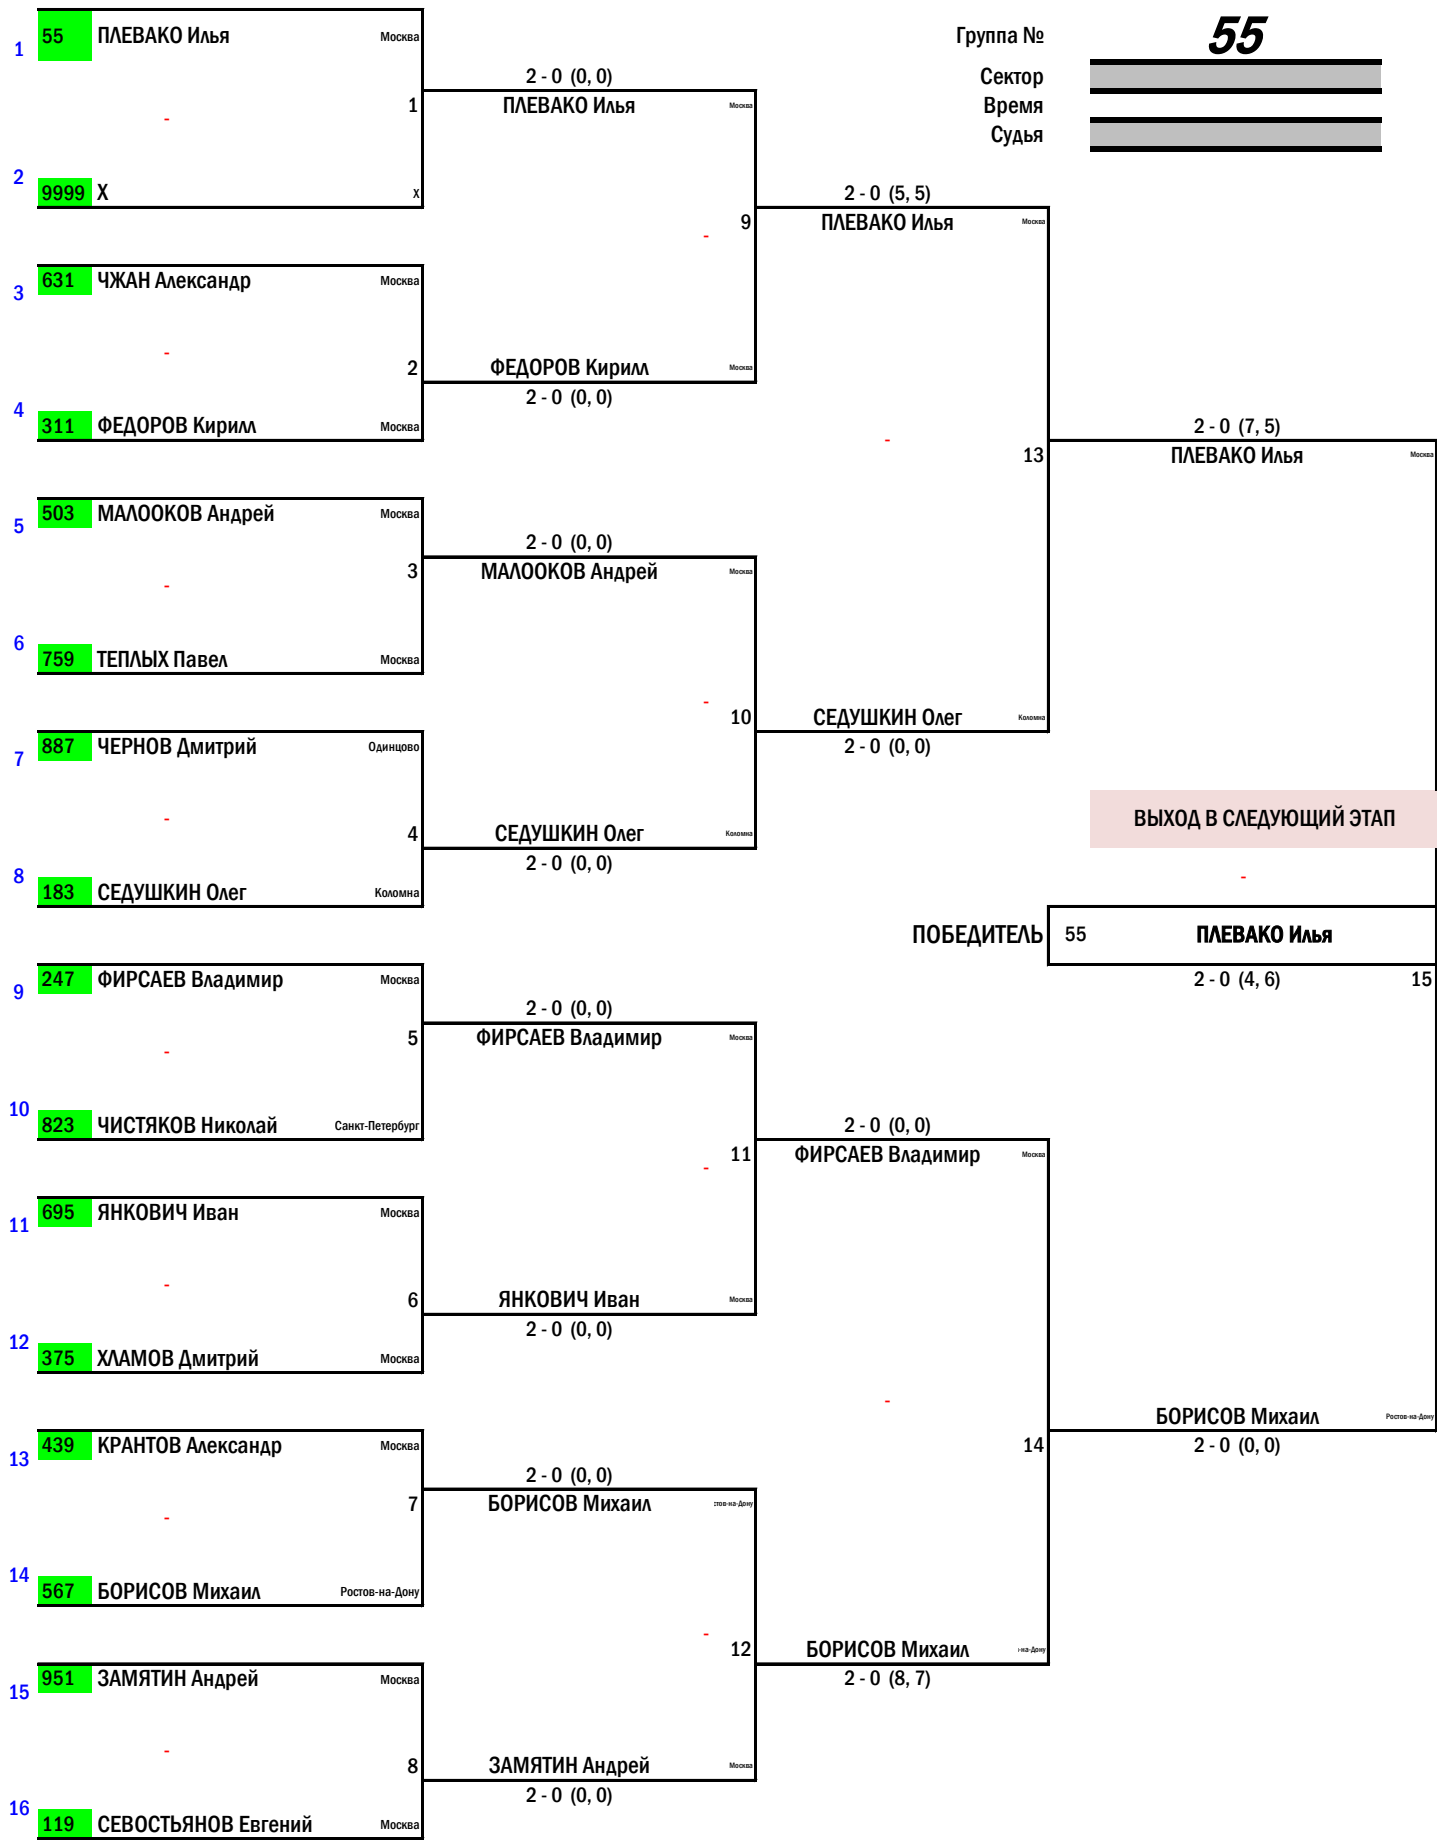 Группа № 55
Сектор
Время
Судья
1 55 ПЛЕВАКО Илья Москва
-
2 9999 X X
1
2 - 0 (0, 0)
ПЛЕВАКО Илья Москва
3 631 ЧЖАН Александр Москва
-
4 311 ФЕДОРОВ Кирилл Москва
2
ФЕДОРОВ Кирилл Москва
2 - 0 (0, 0)
- 9
2 - 0 (5, 5)
ПЛЕВАКО Илья Москва
5 503 МАЛООКОВ Андрей Москва
-
6 759 ТЕПЛЫХ Павел Москва
3
2 - 0 (0, 0)
МАЛООКОВ Андрей Москва
7 887 ЧЕРНОВ Дмитрий Одинцово
-
8 183 СЕДУШКИН Олег Коломна
4
СЕДУШКИН Олег Коломна
2 - 0 (0, 0)
- 10
СЕДУШКИН Олег Коломна
2 - 0 (0, 0)
- 13
2 - 0 (7, 5)
ПЛЕВАКО Илья Москва
ВЫХОД В СЛЕДУЮЩИЙ ЭТАП
-
ПОБЕДИТЕЛЬ 55 ПЛЕВАКО Илья
2 - 0 (4, 6) 15
9 247 ФИРСАЕВ Владимир Москва
-
10 823 ЧИСТЯКОВ Николай Санкт-Петербург
5
2 - 0 (0, 0)
ФИРСАЕВ Владимир Москва
11 695 ЯНКОВИЧ Иван Москва
-
12 375 ХЛАМОВ Дмитрий Москва
6
ЯНКОВИЧ Иван Москва
2 - 0 (0, 0)
- 11
2 - 0 (0, 0)
ФИРСАЕВ Владимир Москва
13 439 КРАНТОВ Александр Москва
-
14 567 БОРИСОВ Михаил Ростов-на-Дону
7
2 - 0 (0, 0)
БОРИСОВ Михаил тов-на-Дону
15 951 ЗАМЯТИН Андрей Москва
-
16 119 СЕВОСТЬЯНОВ Евгений Москва
8
ЗАМЯТИН Андрей Москва
2 - 0 (0, 0)
- 12
БОРИСОВ Михаил -на-Дону
2 - 0 (8, 7)
- 14
БОРИСОВ Михаил Ростов-на-Дону
2 - 0 (0, 0)